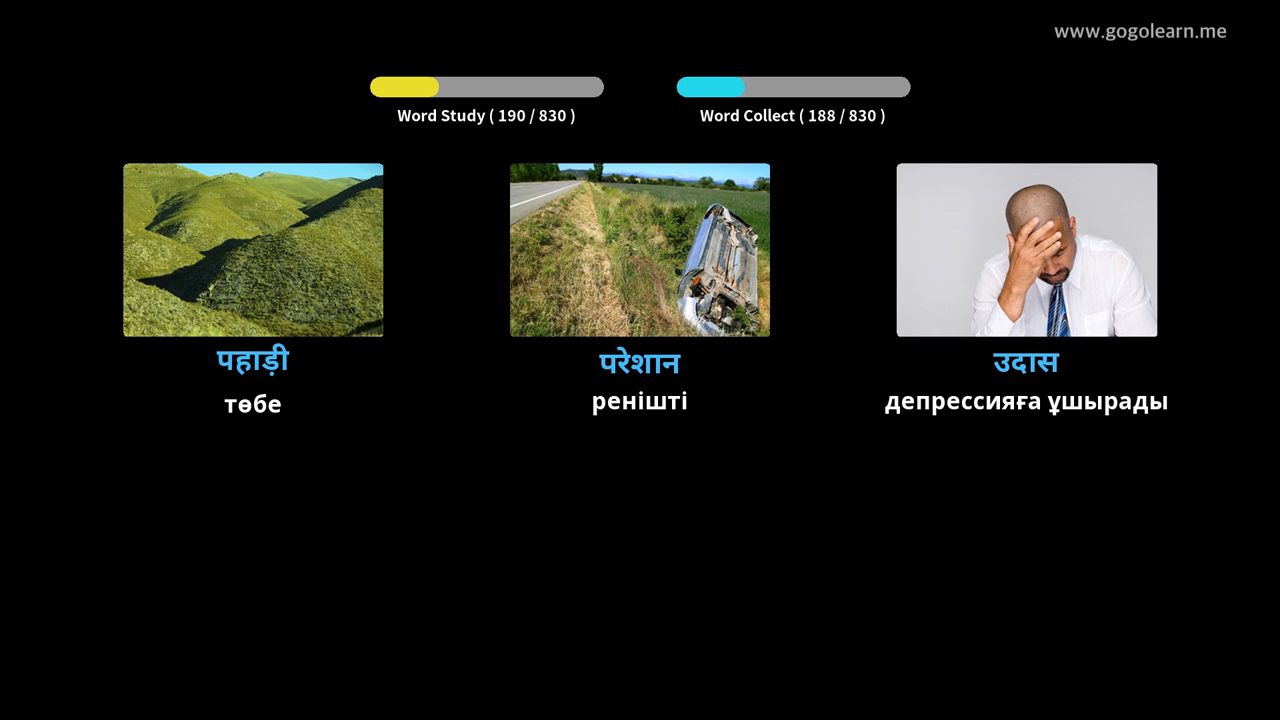 www.gogolearn.me
Word Study ( 190 / 830 )
Word Collect ( 188 / 830 )
पहाड़ी
परेशान
उदास
төбе
ренішті
депрессияға ұшырады